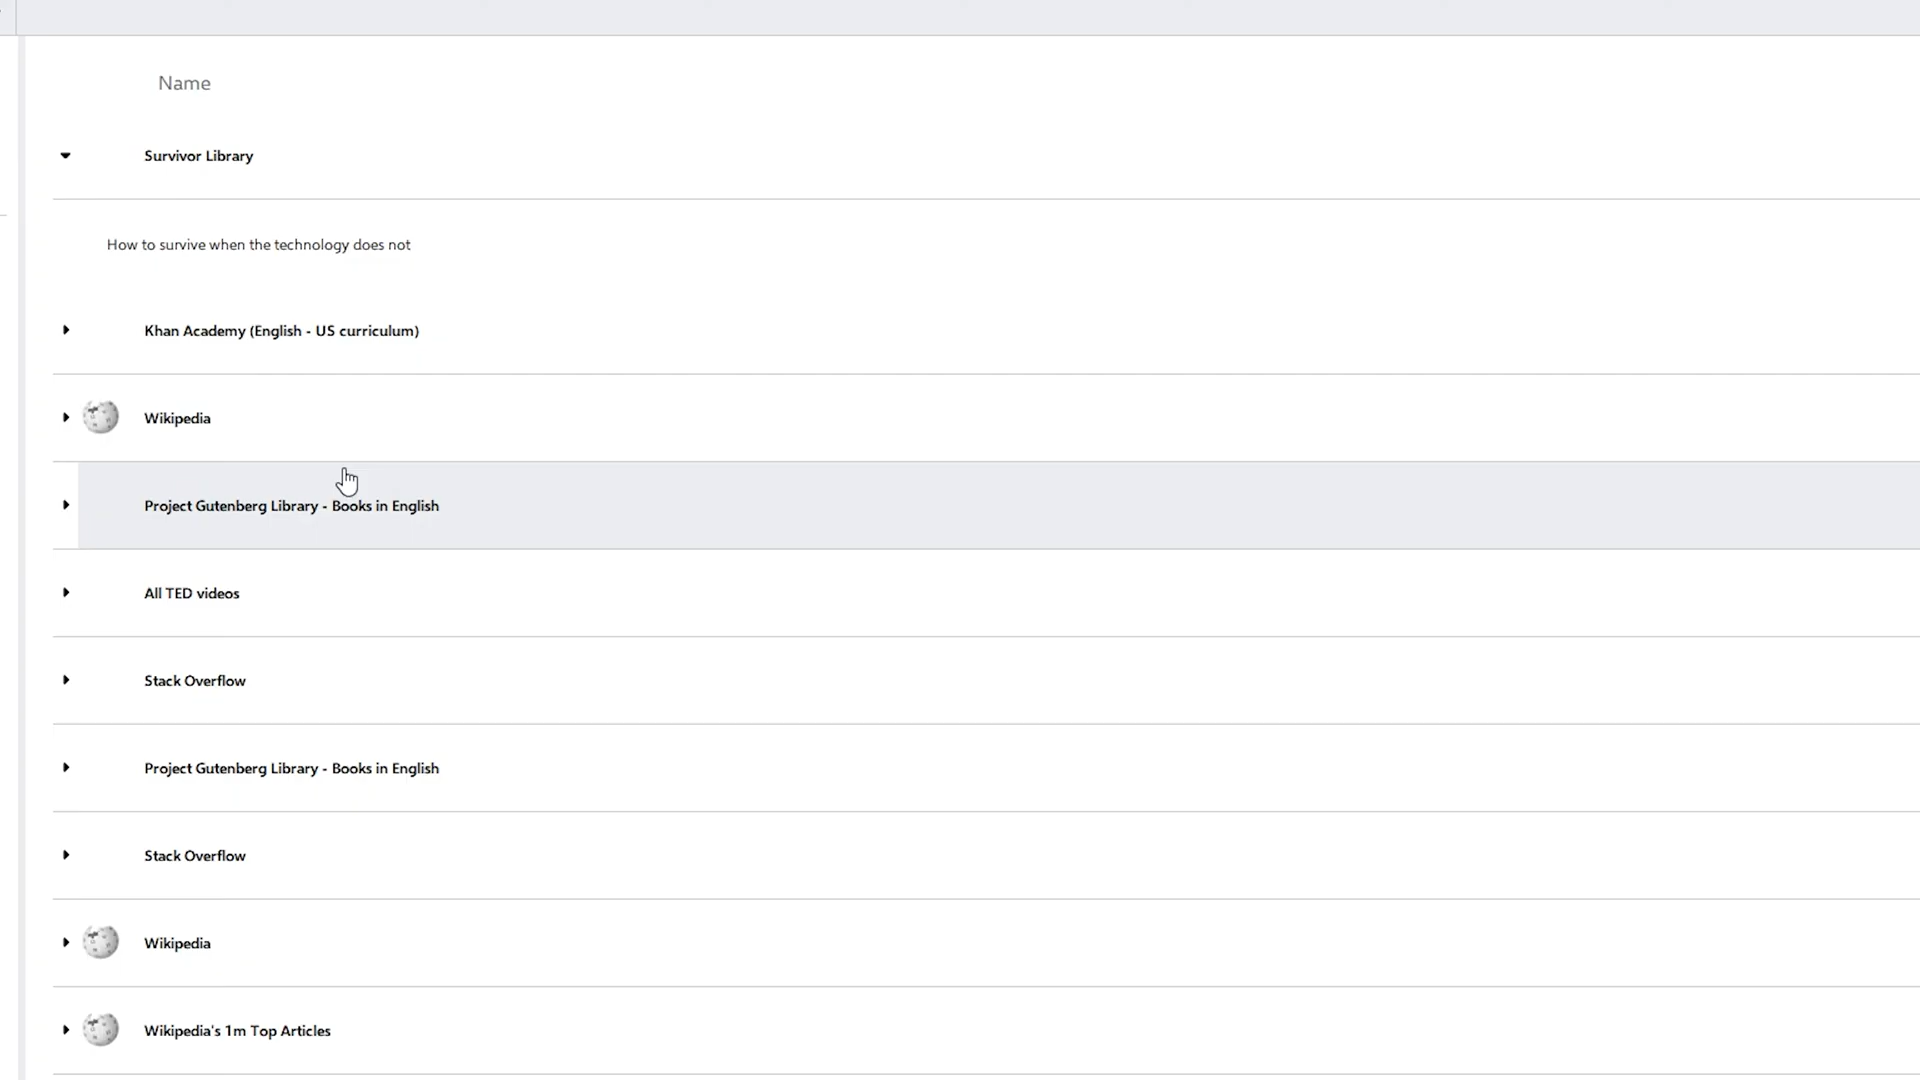 Name
Survivor Library
How to survive when the technology does not
Khan Academy (English - US curriculum)
Wikipedia
Project Gutenberg Library - Books in English
All TED videos
Stack Overflow
Project Gutenberg Library - Books in English
Stack Overflow
Wikipedia
Wikipedia's 1m Top Articles